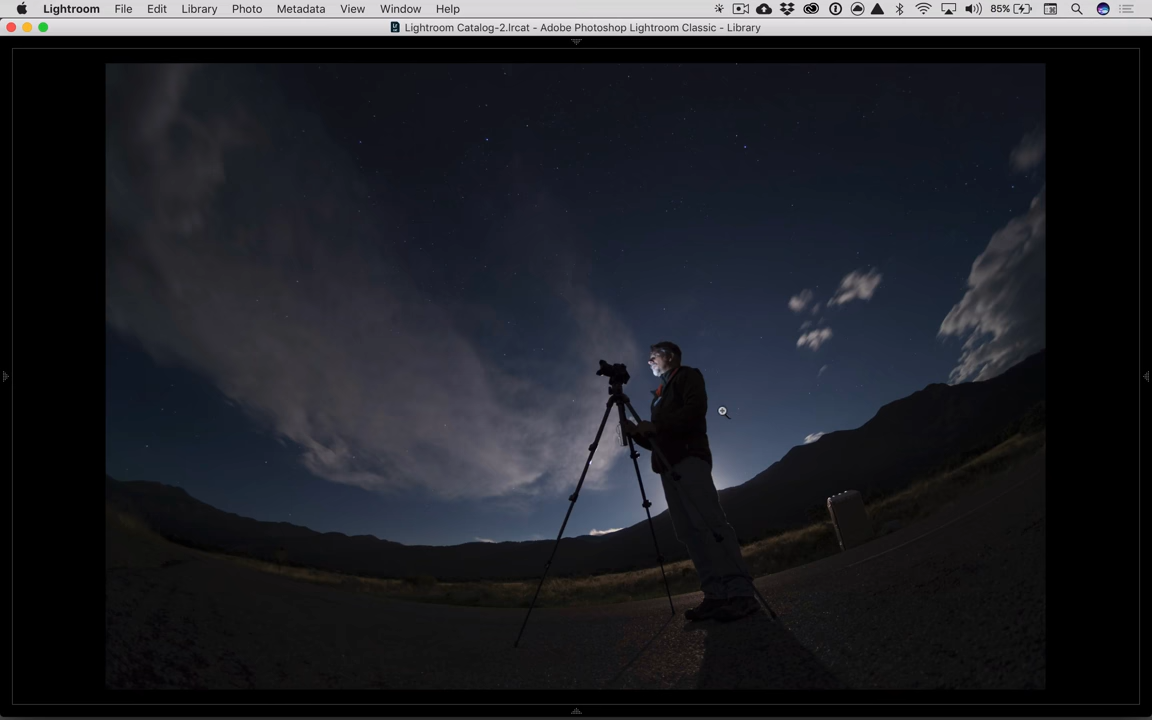 Lightroom File Edit Library Photo Metadata View Window Help 85%
Lightroom Catalog-2.lrcat - Adobe Photoshop Lightroom Classic - Library